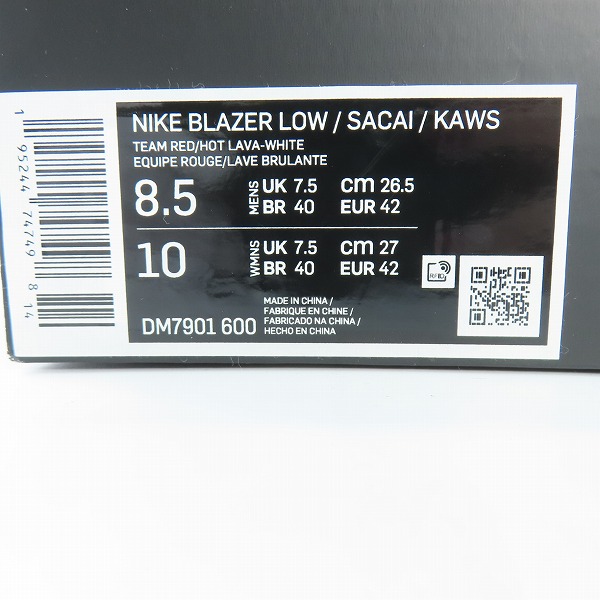 NIKE BLAZER LOW / SACAI / KAWS
TEAM RED/HOT LAVA-WHITE
EQUIPE ROUGE/LAVE BRULANTE
8.5 MENS UK 7.5 cm 26.5
BR 40 EUR 42
10 WMNS UK 7.5 cm 27
BR 40 EUR 42
DM7901 600
MADE IN CHINA /
FABRIQUE EN CHINE /
FABRICADO NA CHINA /
HECHO EN CHINA
1 95244 74749 8 14